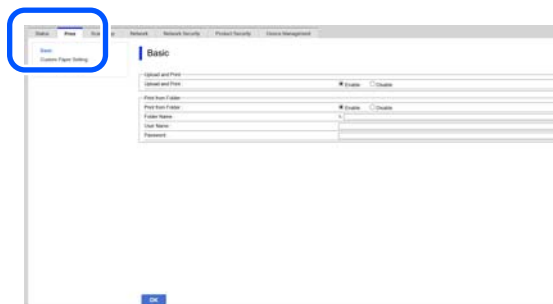 Status Print Network Network Security Product Security Device Management
Basic
Custom Paper Setting
Basic
Upload and Print
Upload and Print Enable Disable
Print from Folder
Print from Folder Enable Disable
Folder Name
User Name
Password
OK